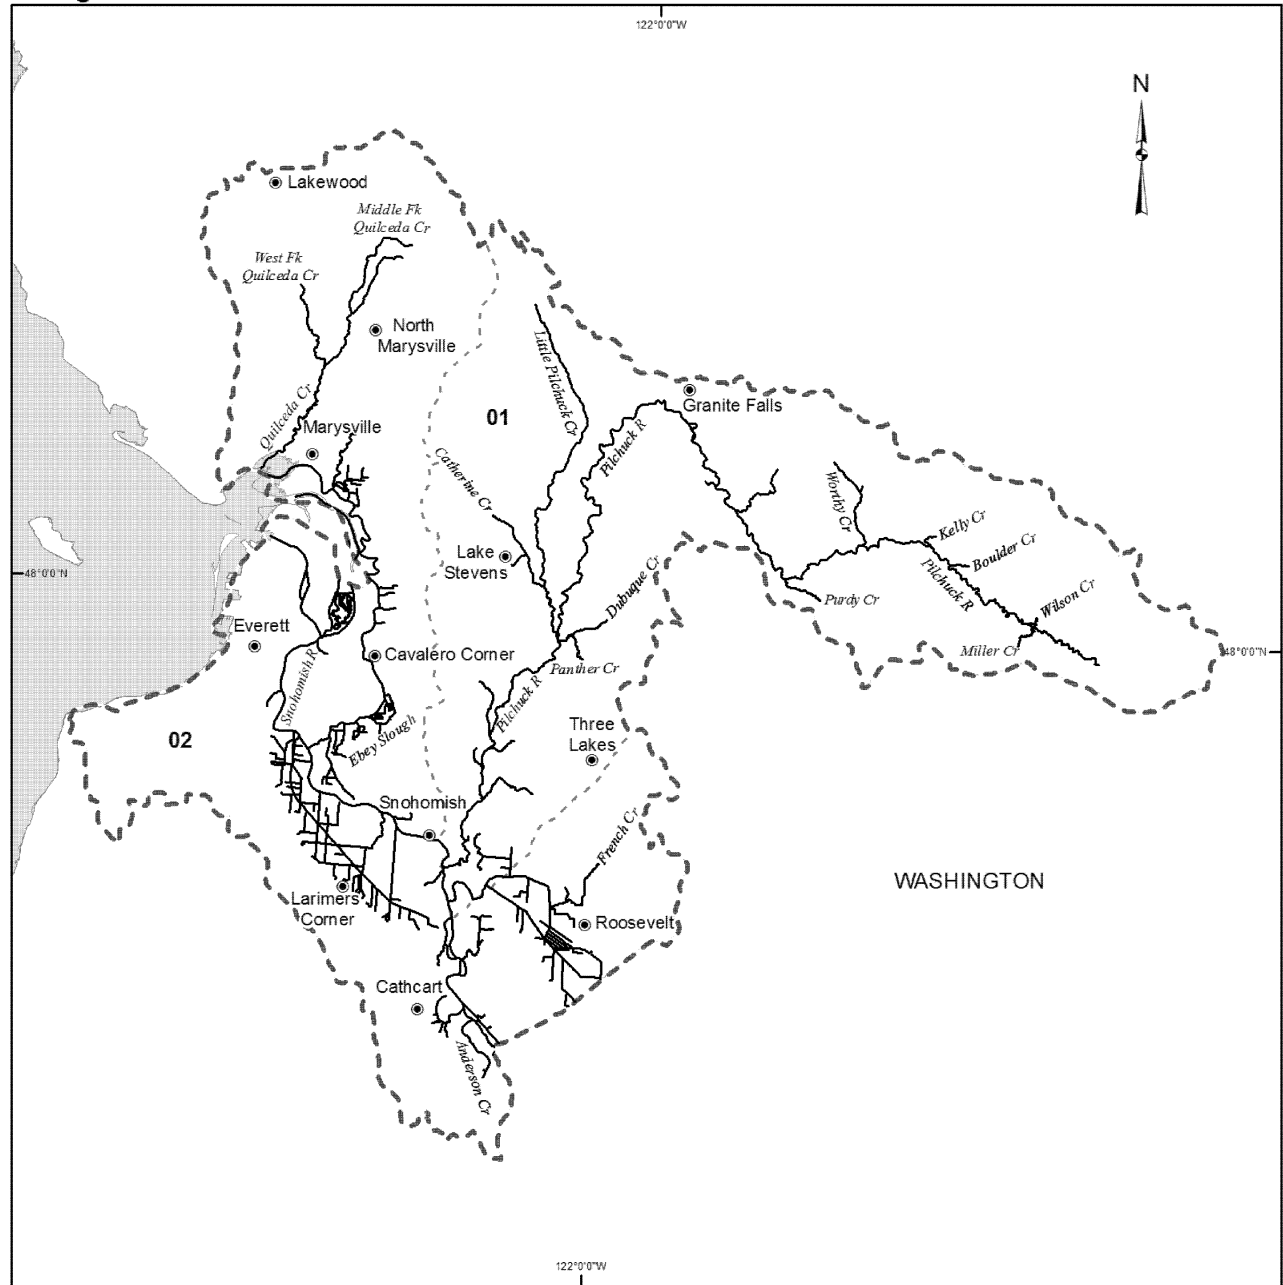 122°0'0"W
N
Lakewood
Middle Fk
Quilceda Cr
West Fk
Quilceda Cr
North
Marysville
Little Pilchuck Cr
Granite Falls
Quilceda Cr
01
Marysville
Pilchuck R
Catherine Cr
Worthy Cr
Kelly Cr
Boulder Cr
Lake
Stevens
48°0'0"N
Dubuque Cr
Pilchuck R
Wilson Cr
Purdy Cr
Everett
Cavalero Corner
Miller Cr
48°0'0"N
Panther Cr
Snohomish R
Pilchuck R
02
Ebey Slough
Three
Lakes
Snohomish
French Cr
WASHINGTON
Larimers
Corner
Roosevelt
Cathcart
Anderson Cr
122°0'0"W